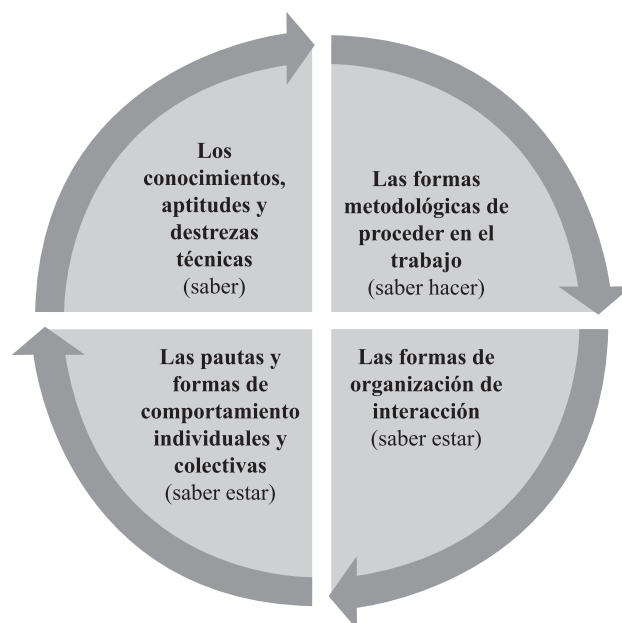 Los
conocimientos,
aptitudes y
destrezas
técnicas
(saber)
Las formas
metodológicas de
proceder en el
trabajo
(saber hacer)
Las pautas y
formas de
comportamiento
individuales y
colectivas
(saber estar)
Las formas de
organización de
interacción
(saber estar)